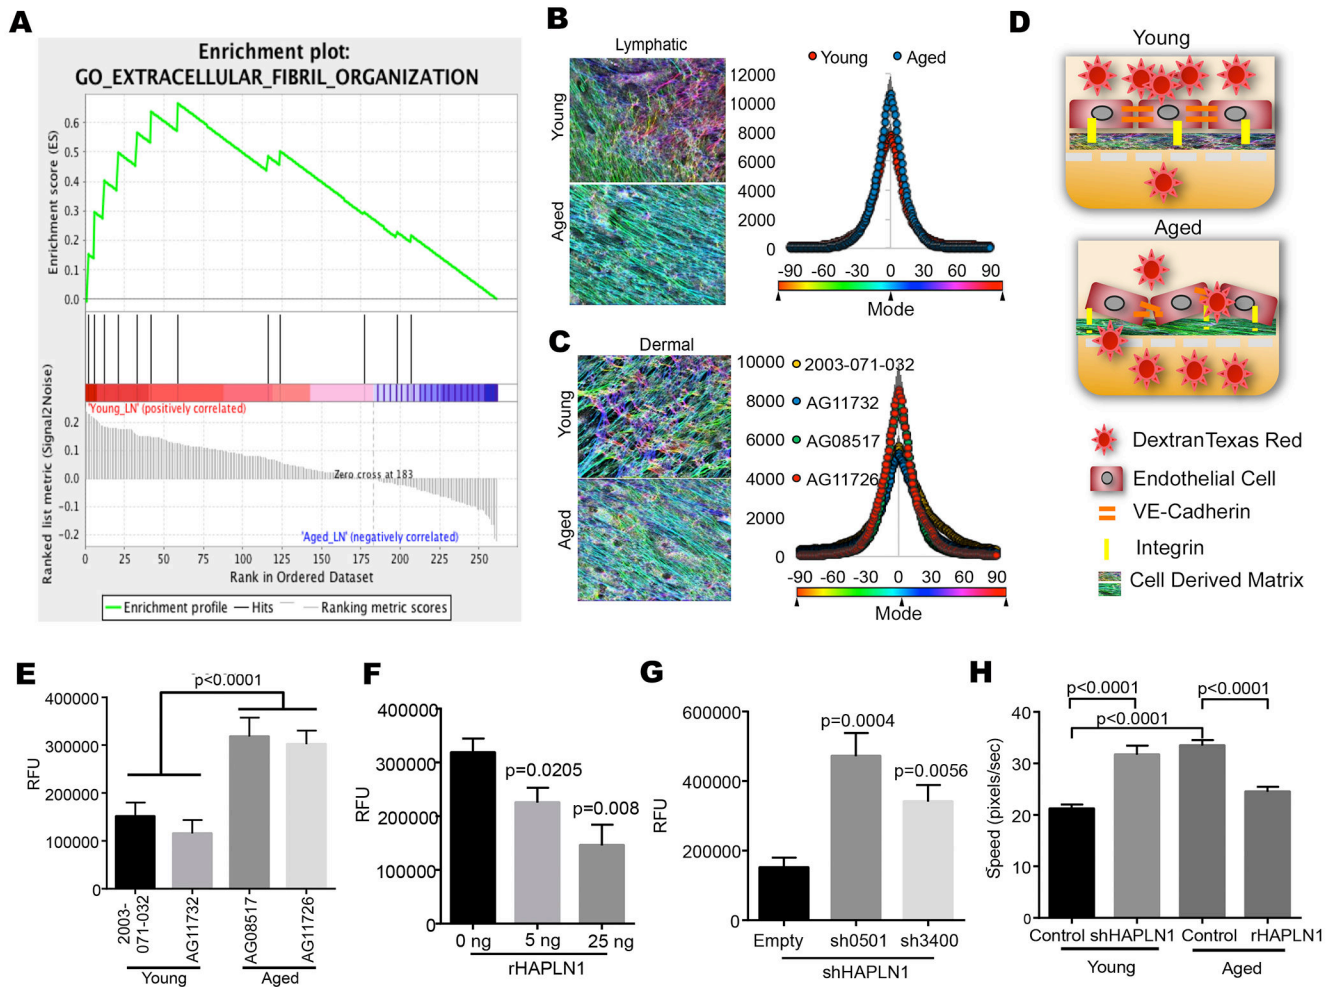 A
Enrichment plot:
GO_EXTRACELLULAR_FIBRIL_ORGANIZATION
Enrichment score (ES)
0.6
0.5
0.4
0.3
0.2
0.1
0.0
'Young_LN' (positively correlated)
Ranked list metric (Signal2Noise)
0.2
0.1
0.0
-0.1
-0.2
Zero cross at 183
'Aged_LN' (negatively correlated)
0 25 50 75 100 125 150 175 200 225 250
Rank in Ordered Dataset
Enrichment profile Hits Ranking metric scores
B
Lymphatic
Young
Aged
Young Aged
12000
10000
8000
6000
4000
2000
0
-90 -60 -30 0 30 60 90
Mode
C
Dermal
Young
Aged
10000
8000
6000
4000
2000
0
2003-071-032
AG11732
AG08517
AG11726
-90 -60 -30 0 30 60 90
Mode
D
Young
Aged
DextranTexas Red
Endothelial Cell
VE-Cadherin
Integrin
Cell Derived Matrix
E
p<0.0001
RFU
400000
300000
200000
100000
0
2003-
071-032
AG11732
AG08517
AG11726
Young Aged
F
RFU
400000
300000
200000
100000
0
p=0.0205
p=0.008
0 ng 5 ng 25 ng
rHAPLN1
G
RFU
600000
400000
200000
0
p=0.0004
p=0.0056
Empty sh0501 sh3400
shHAPLN1
H
p<0.0001 p<0.0001
p<0.0001
Speed (pixels/sec)
40
30
20
10
0
Control shHAPLN1 Control rHAPLN1
Young Aged